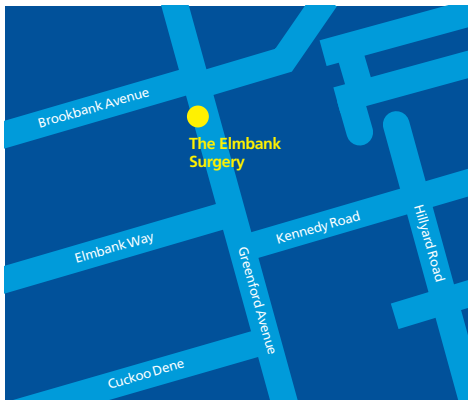 Brookbank Avenue
The Elmbank
Surgery
Elmbank Way
Kennedy Road
Hillyard Road
Greenford Avenue
Cuckoo Dene